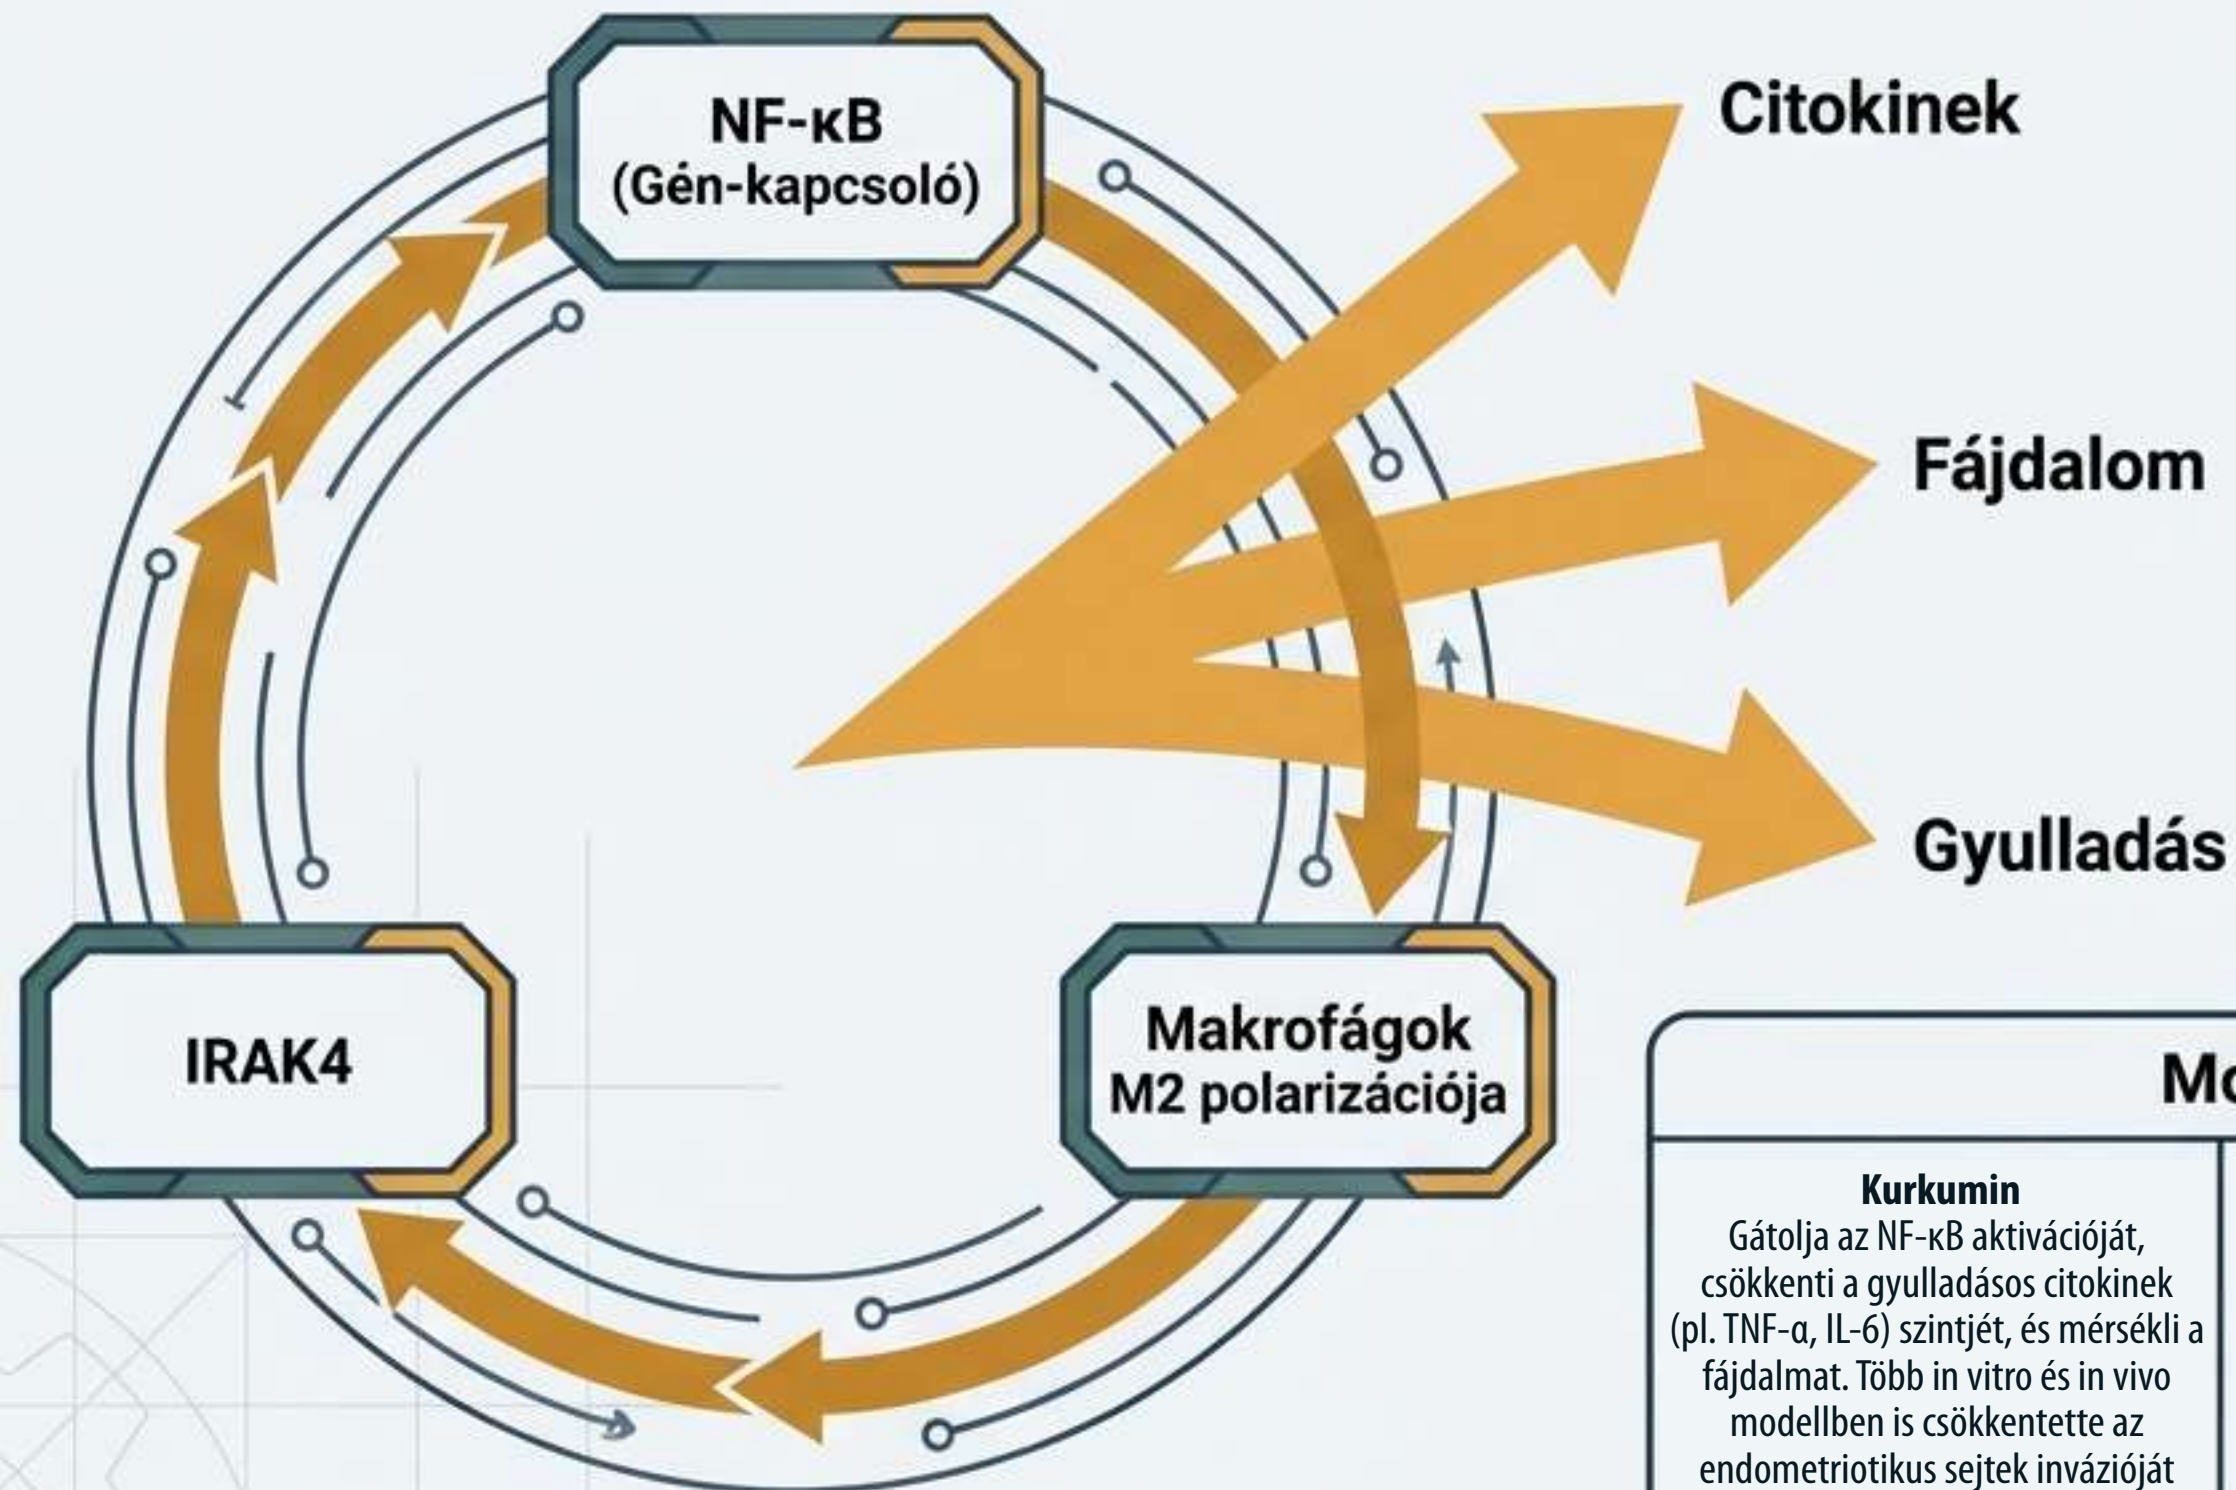 NF-κB
(Gén-kapcsoló)
Citokinek
Fájdalom
Gyulladás
IRAK4
Makrofágok
M2 polarizációja
Kurkumin
Gátolja az NF-κB aktivációját,
csökkenti a gyulladásos citokinek
(pl. TNF-α, IL-6) szintjét, és mérsékli a
fájdalmat. Több in vitro és in vivo
modellben is csökkentette az
endometriotikus sejtek invázióját